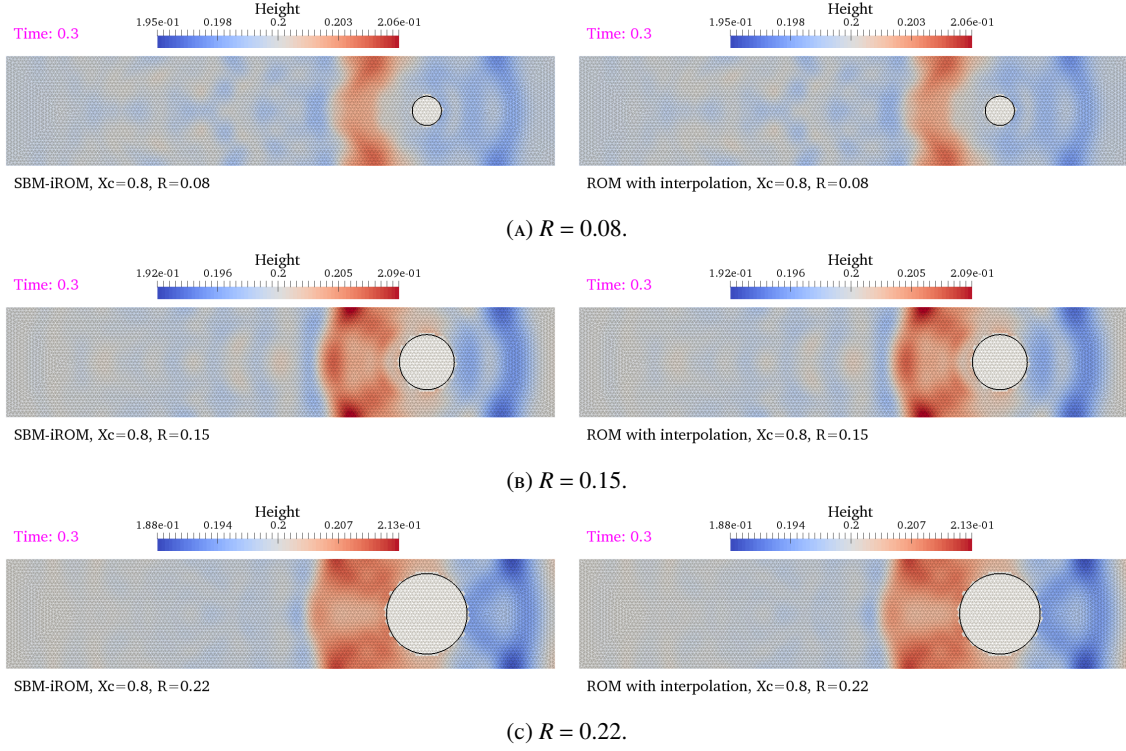 Height Height
Time: 0.3 1.95e-01 0.198 0.2 0.203 2.06e-01 Time: 0.3 1.95e-01 0.198 0.2 0.203 2.06e-01
SBM-iROM, Xc=0.8, R=0.08 ROM with interpolation, Xc=0.8, R=0.08
(A) R = 0.08.
Height Height
Time: 0.3 1.92e-01 0.196 0.2 0.205 2.09e-01 Time: 0.3 1.92e-01 0.196 0.2 0.205 2.09e-01
SBM-iROM, Xc=0.8, R=0.15 ROM with interpolation, Xc=0.8, R=0.15
(B) R = 0.15.
Height Height
Time: 0.3 1.88e-01 0.194 0.2 0.207 2.13e-01 Time: 0.3 1.88e-01 0.194 0.2 0.207 2.13e-01
SBM-iROM, Xc=0.8, R=0.22 ROM with interpolation, Xc=0.8, R=0.22
(C) R = 0.22.